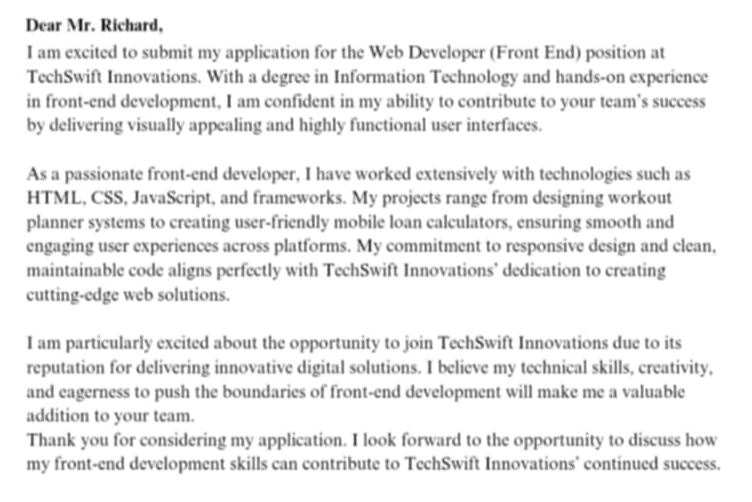 Dear Mr. Richard,
I am excited to submit my application for the Web Developer (Front End) position at
TechSwift Innovations. With a degree in Information Technology and hands-on experience
in front-end development, I am confident in my ability to contribute to your team's success
by delivering visually appealing and highly functional user interfaces.
As a passionate front-end developer, I have worked extensively with technologies such as
HTML, CSS, JavaScript, and frameworks. My projects range from designing workout
planner systems to creating user-friendly mobile loan calculators, ensuring smooth and
engaging user experiences across platforms. My commitment to responsive design and clean,
maintainable code aligns perfectly with TechSwift Innovations' dedication to creating
cutting-edge web solutions.
I am particularly excited about the opportunity to join TechSwift Innovations due to its
reputation for delivering innovative digital solutions. I believe my technical skills, creativity,
and eagerness to push the boundaries of front-end development will make me a valuable
addition to your team.
Thank you for considering my application. I look forward to the opportunity to discuss how
my front-end development skills can contribute to TechSwift Innovations' continued success.